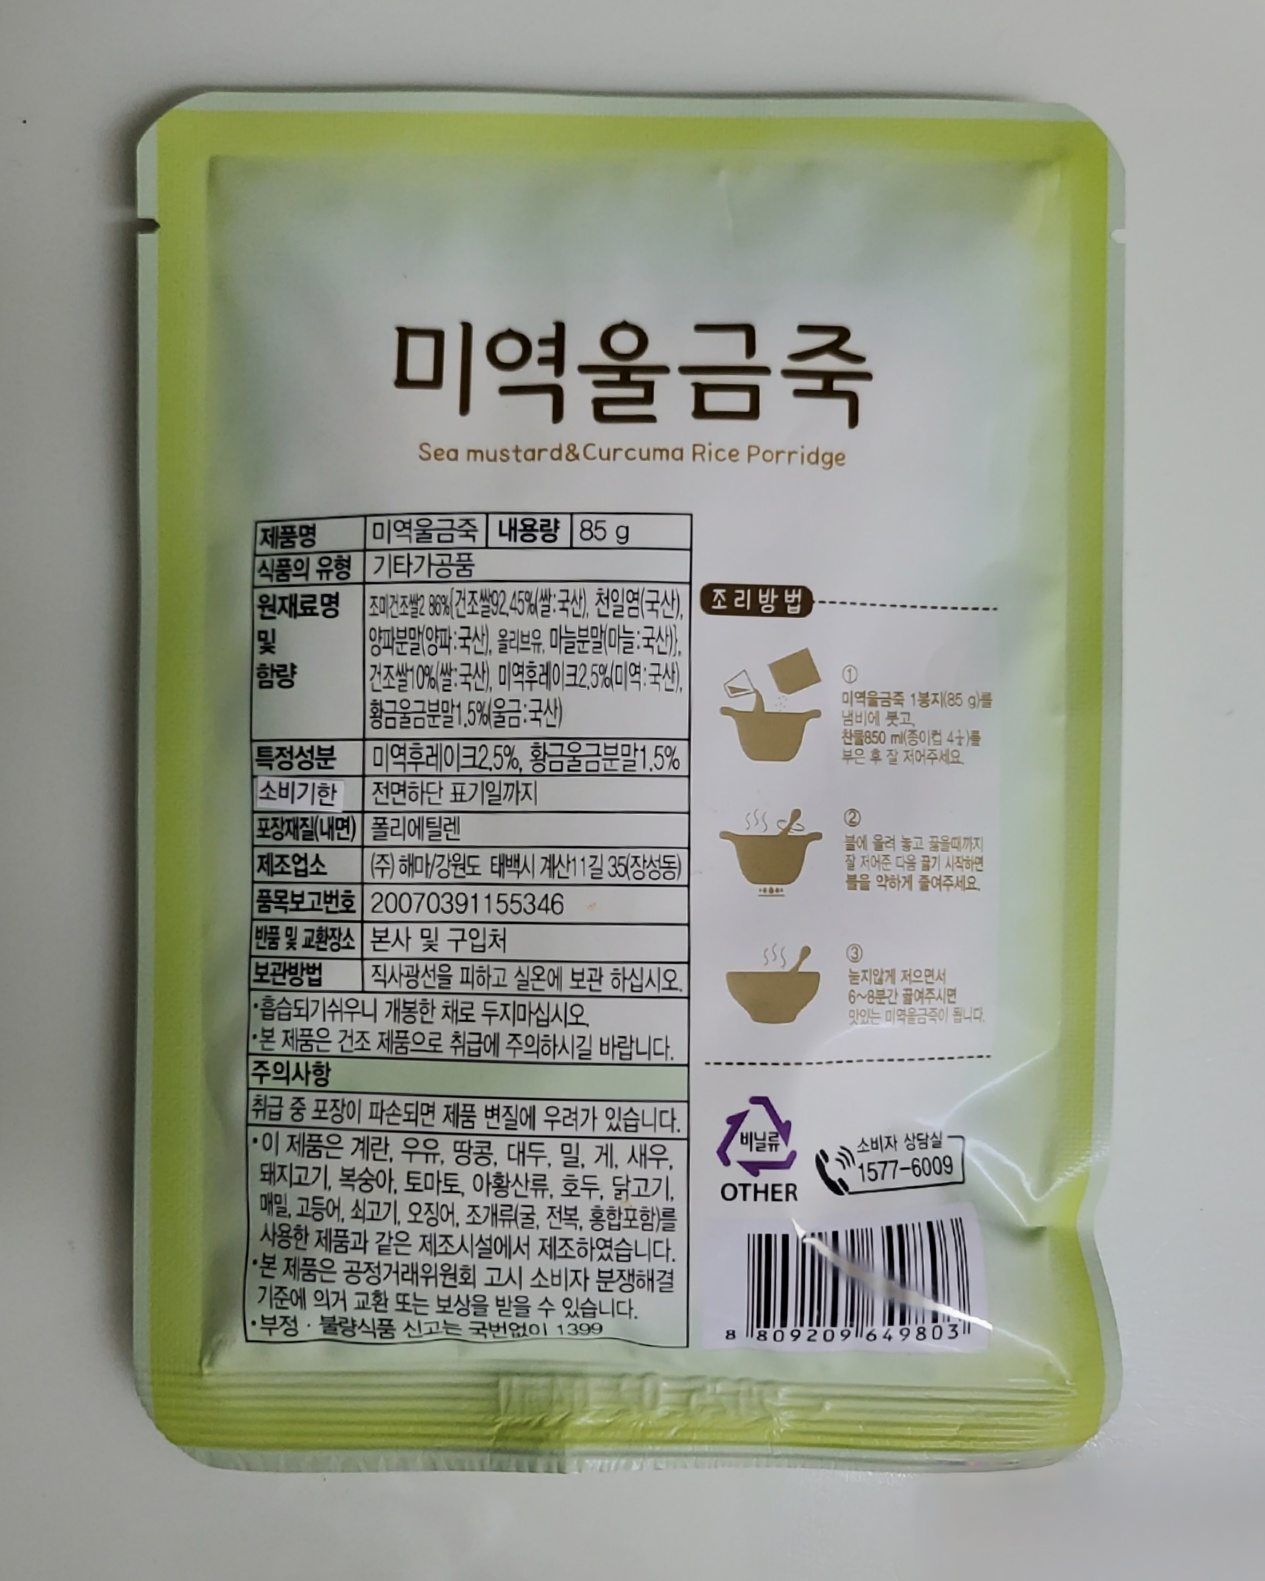 미역울금죽
Sea mustard&Curcuma Rice Porridge
제품명 미역울금죽 내용량 85 g
식품의 유형 기타가공품
원재료명 및 함량
조미건조쌀2 86%{건조쌀92.45%(쌀:국산), 천일염(국산),
양파분말(양파:국산), 올리브유, 마늘분말(마늘:국산)},
건조쌀10%(쌀:국산), 미역후레이크2.5%(미역:국산),
황금울금분말1.5%(울금:국산)
특정성분 미역후레이크2.5%, 황금울금분말1.5%
소비기한 전면하단 표기일까지
포장재질(내면) 폴리에틸렌
제조업소 (주) 해마/강원도 태백시 계산11길 35(장성동)
품목보고번호 20070391155346
반품 및 교환장소 본사 및 구입처
보관방법 직사광선을 피하고 실온에 보관 하십시오.
•흡습되기쉬우니 개봉한 채로 두지마십시오.
•본 제품은 건조 제품으로 취급에 주의하시길 바랍니다.
주의사항
취급 중 포장이 파손되면 제품 변질에 우려가 있습니다.
•이 제품은 계란, 우유, 땅콩, 대두, 밀, 게, 새우,
돼지고기, 복숭아, 토마토, 아황산류, 호두, 닭고기,
메밀, 고등어, 쇠고기, 오징어, 조개류(굴, 전복, 홍합포함)를
사용한 제품과 같은 제조시설에서 제조하였습니다.
•본 제품은 공정거래위원회 고시 소비자 분쟁해결
기준에 의거 교환 또는 보상을 받을 수 있습니다.
•부정 · 불량식품 신고는 국번없이 1399
조리방법
①
미역울금죽 1봉지(85 g)를
냄비에 붓고,
찬물850 ml(종이컵 4½)를
부은 후 잘 저어주세요.
②
불에 올려 놓고 끓을때까지
잘 저어준 다음 끓기 시작하면
불을 약하게 줄여주세요.
③
눋지않게 저으면서
6~8분간 끓여주시면
맛있는 미역울금죽이 됩니다.
비닐류
OTHER
소비자 상담실
1577-6009
8 809209 649803